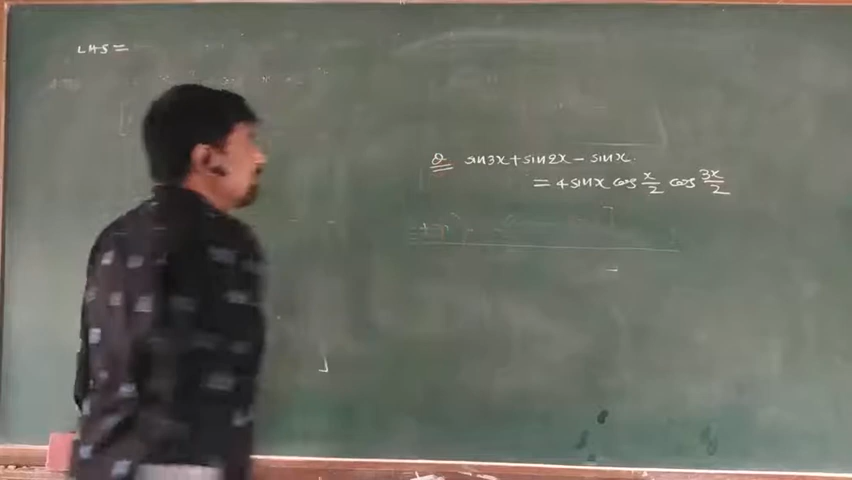 LHS =
Q sin3x + sin2x - sinx.
= 4 sinx cos x/2 cos 3x/2